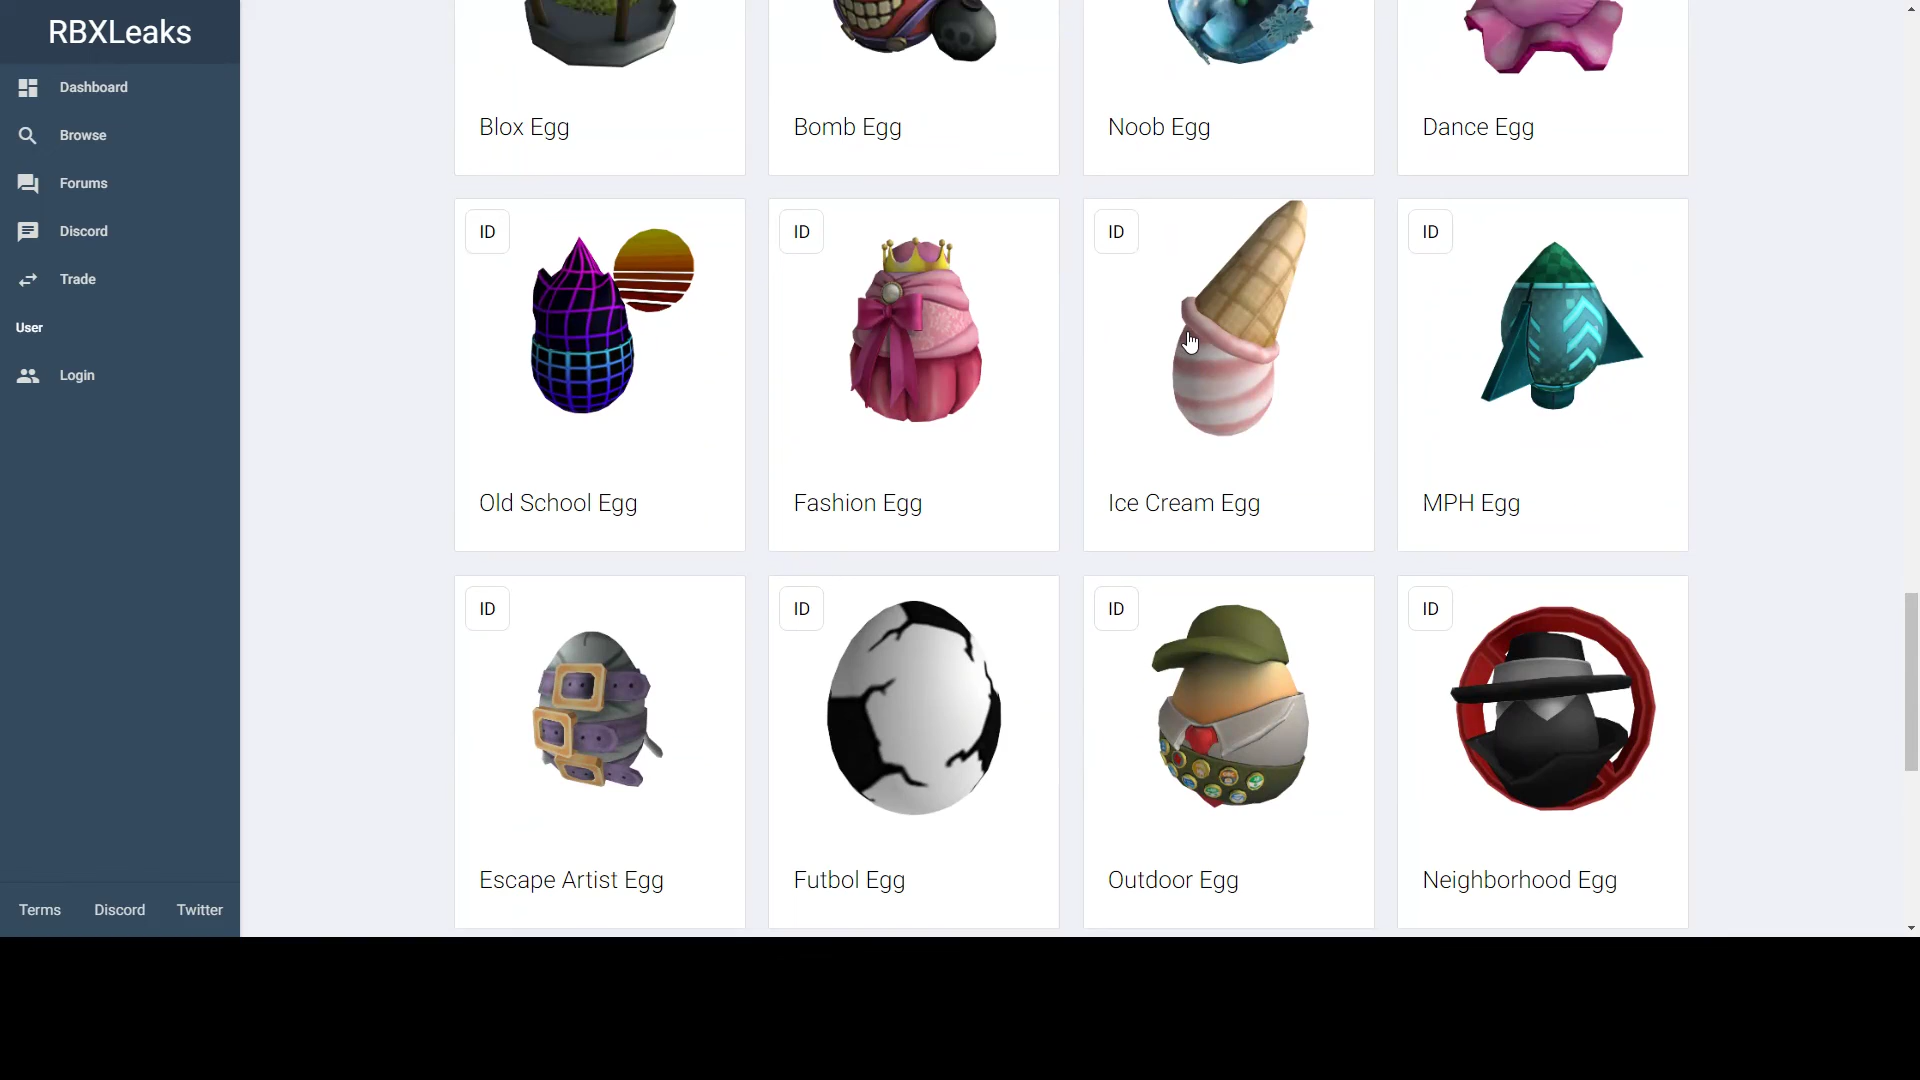 RBXLeaks
Dashboard
Browse
Forums
Discord
Trade
User
Login
Terms Discord Twitter
Blox Egg Bomb Egg Noob Egg Dance Egg
ID ID ID ID
Old School Egg Fashion Egg Ice Cream Egg MPH Egg
ID ID ID ID
Escape Artist Egg Futbol Egg Outdoor Egg Neighborhood Egg